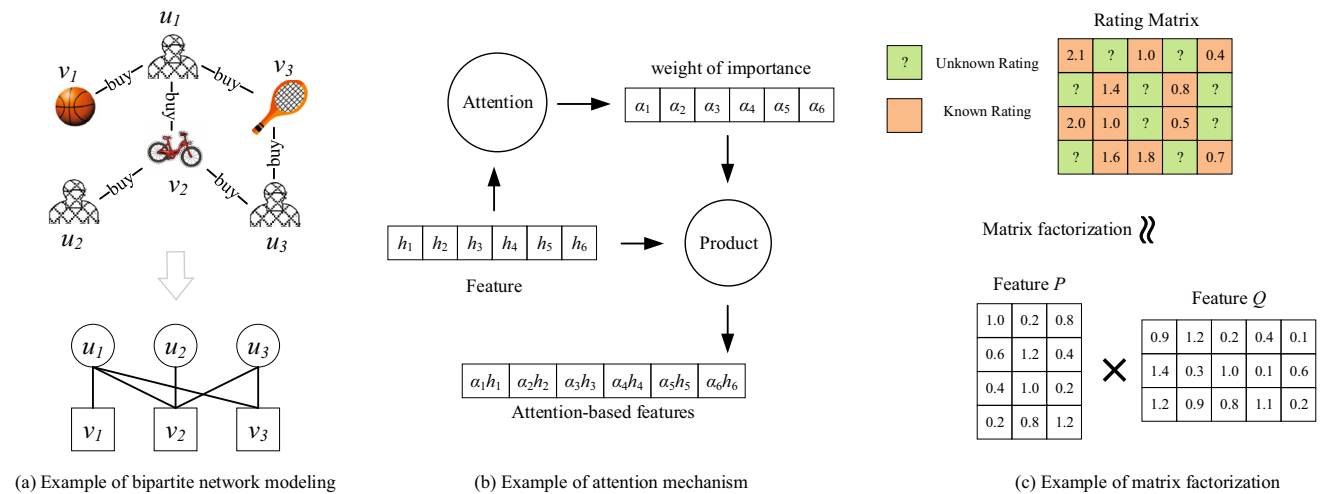 u1
v1
v3
buy
buy
buy
buy
v2
buy
buy
u2
u3
u1
u2
u3
v1
v2
v3
(a) Example of bipartite network modeling
Attention
weight of importance
α1 α2 α3 α4 α5 α6
h1 h2 h3 h4 h5 h6
Feature
Product
α1h1 α2h2 α3h3 α4h4 α5h5 α6h6
Attention-based features
(b) Example of attention mechanism
Rating Matrix
Unknown Rating
Known Rating
?
2.1 ? 1.0 ? 0.4
? 1.4 ? 0.8 ?
2.0 1.0 ? 0.5 ?
? 1.6 1.8 ? 0.7
Matrix factorization ≈
Feature P
1.0 0.2 0.8
0.6 1.2 0.4
0.4 1.0 0.2
0.2 0.8 1.2
×
Feature Q
0.9 1.2 0.2 0.4 0.1
1.4 0.3 1.0 0.1 0.6
1.2 0.9 0.8 1.1 0.2
(c) Example of matrix factorization